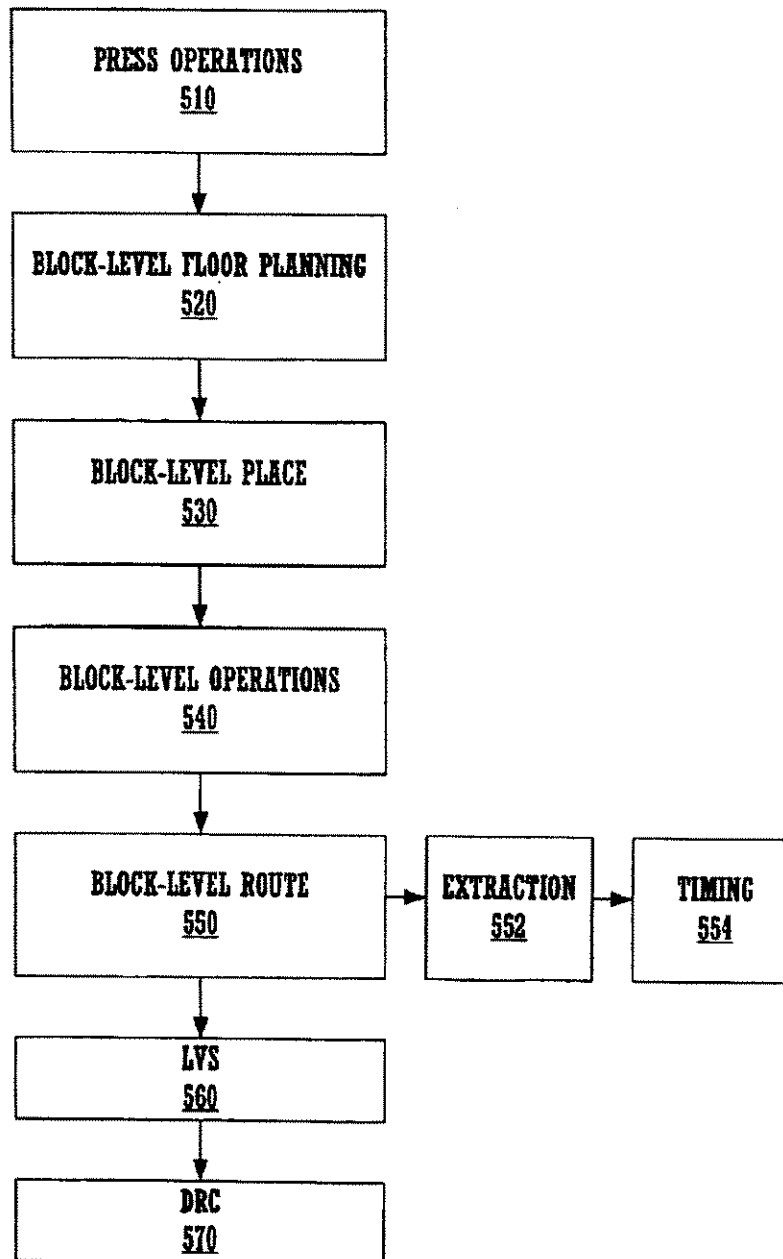 PRESS OPERATIONS
510
BLOCK-LEVEL FLOOR PLANNING
520
BLOCK-LEVEL PLACE
530
BLOCK-LEVEL OPERATIONS
540
BLOCK-LEVEL ROUTE
550
EXTRACTION
552
TIMING
554
LVS
560
DRC
570